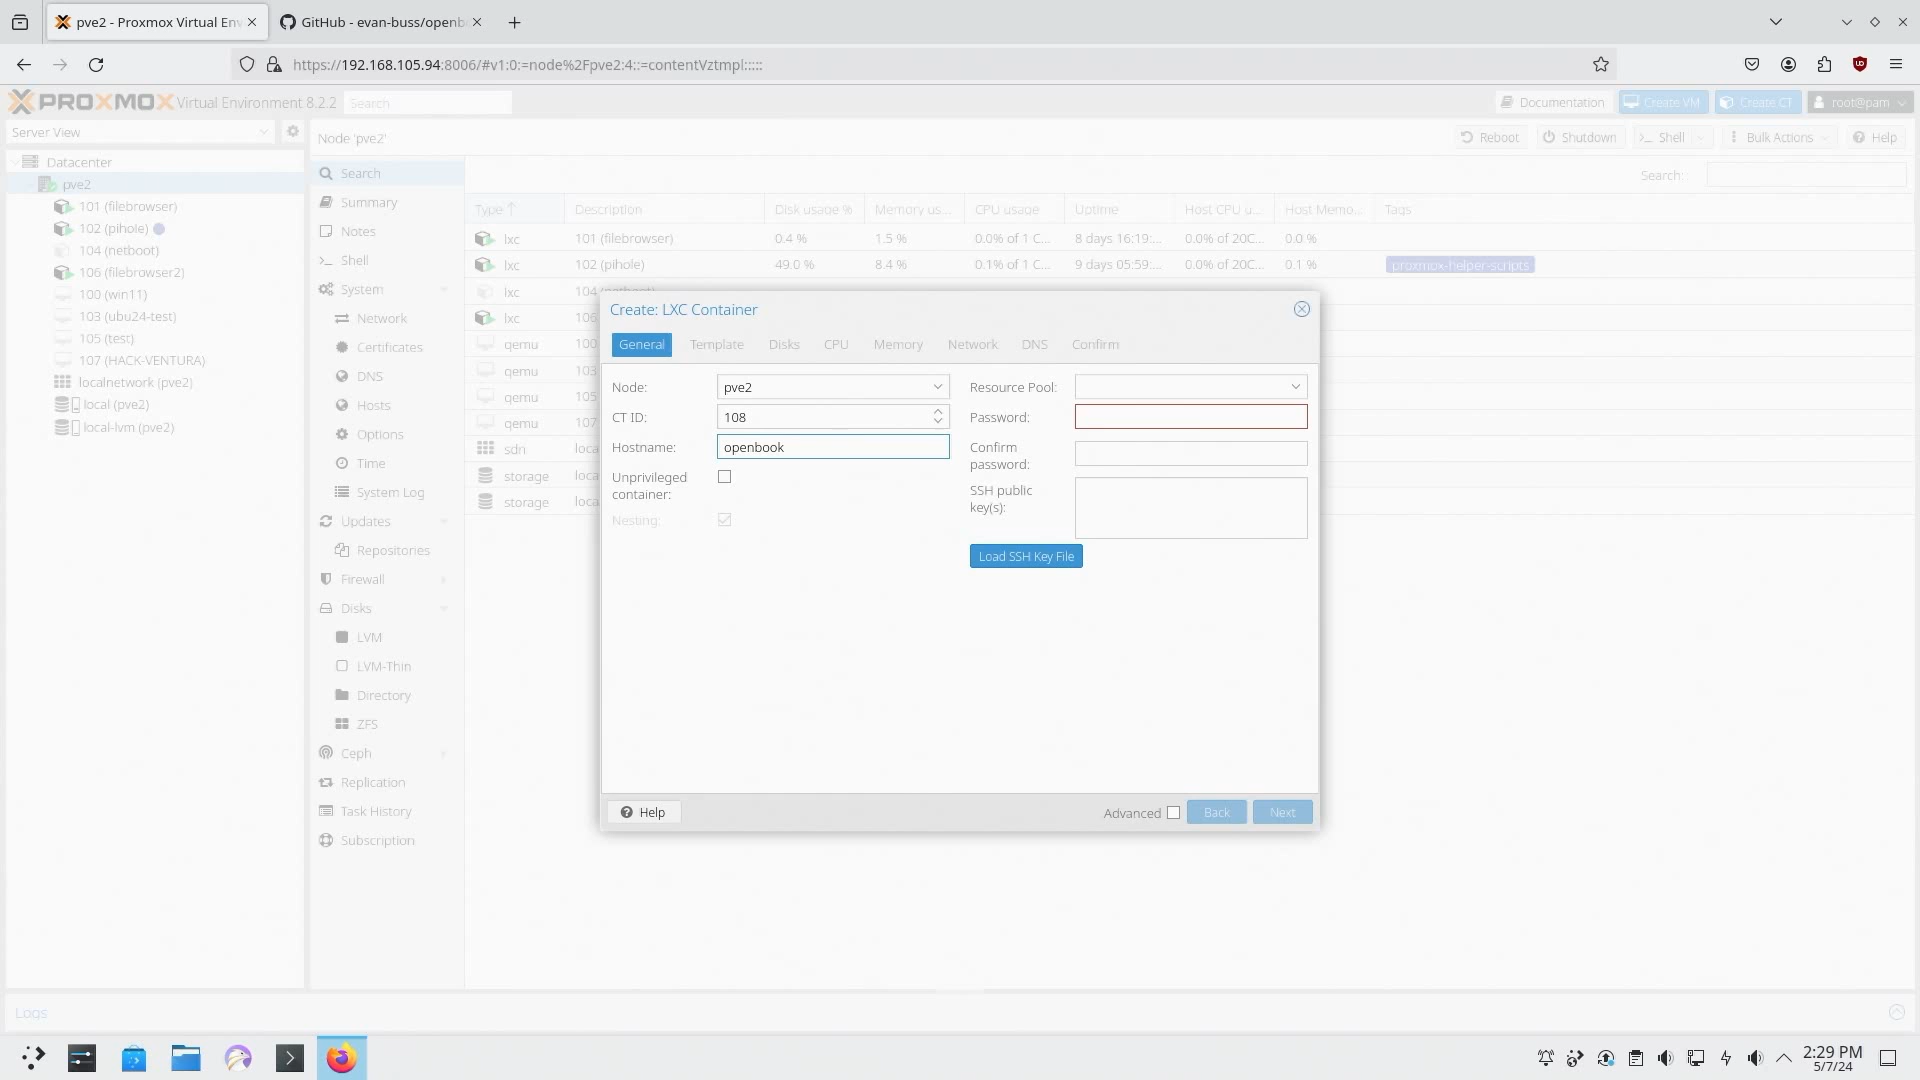 pve2 - Proxmox Virtual Env
GitHub - evan-buss/openb
https://192.168.105.94:8006/#v1:0:=node%2Fpve2:4::=contentVztmpl:::::
PROXMOX Virtual Environment 8.2.2
Search
Documentation
Create VM
Create CT
root@pam
Server View
Node 'pve2'
Reboot
Shutdown
Shell
Bulk Actions
Help
Datacenter
pve2
101 (filebrowser)
102 (pihole)
104 (netboot)
106 (filebrowser2)
100 (win11)
103 (ubu24-test)
105 (test)
107 (HACK-VENTURA)
localnetwork (pve2)
local (pve2)
local-lvm (pve2)
Search
Summary
Notes
Shell
System
Network
Certificates
DNS
Hosts
Options
Time
System Log
Updates
Repositories
Firewall
Disks
LVM
LVM-Thin
Directory
ZFS
Ceph
Replication
Task History
Subscription
Search:
Type Description Disk usage % Memory us... CPU usage Uptime Host CPU u... Host Memo... Tags
lxc 101 (filebrowser) 0.4 % 1.5 % 0.0% of 1 C... 8 days 16:19:... 0.0% of 20C... 0.0 %
lxc 102 (pihole) 49.0 % 8.4 % 0.1% of 1 C... 9 days 05:59:... 0.0% of 20C... 0.1 % proxmox-helper-scripts
lxc 104 (netboot)
lxc 106
qemu 100
qemu 103
qemu 105
qemu 107
sdn loca
storage loca
storage loca
Create: LXC Container
General Template Disks CPU Memory Network DNS Confirm
Node: pve2
CT ID: 108
Hostname: openbook
Unprivileged
container:
Nesting:
Resource Pool:
Password:
Confirm
password:
SSH public
key(s):
Load SSH Key File
Help
Advanced
Back
Next
Logs
2:29 PM
5/7/24